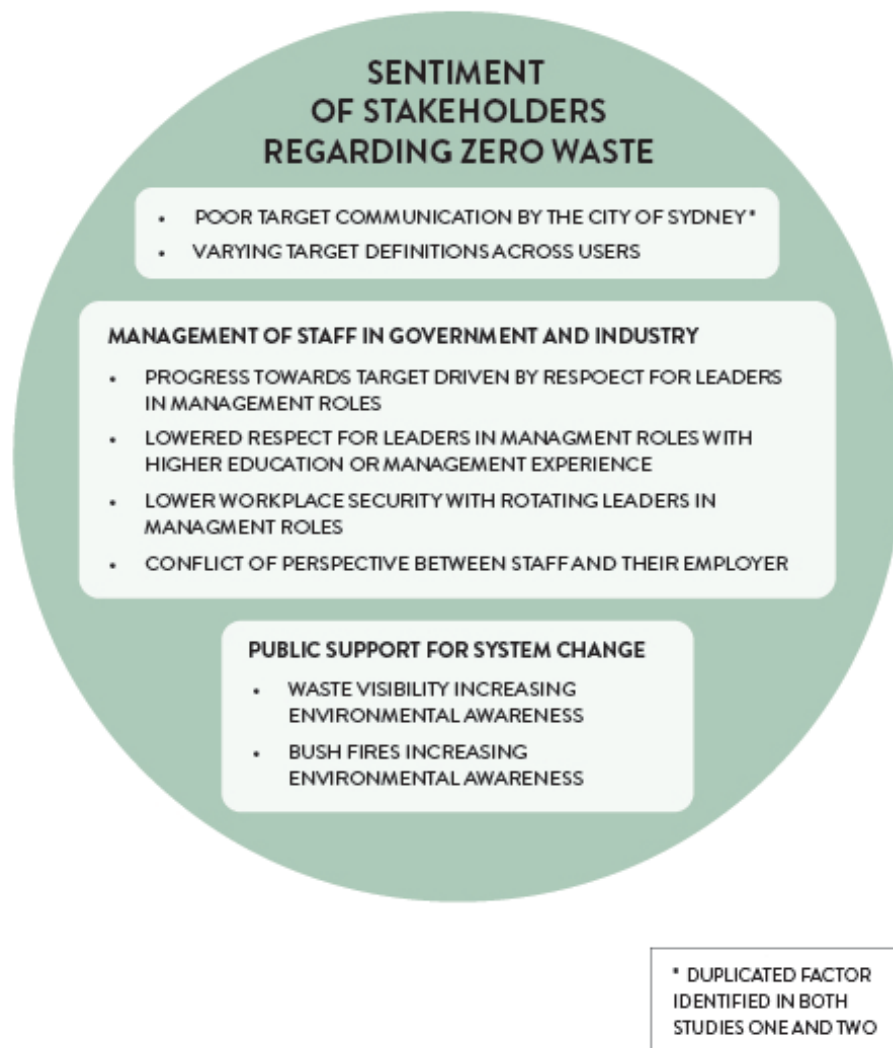 SENTIMENT
OF STAKEHOLDERS
REGARDING ZERO WASTE
• POOR TARGET COMMUNICATION BY THE CITY OF SYDNEY*
• VARYING TARGET DEFINITIONS ACROSS USERS
MANAGEMENT OF STAFF IN GOVERNMENT AND INDUSTRY
• PROGRESS TOWARDS TARGET DRIVEN BY RESPOECT FOR LEADERS
IN MANAGEMENT ROLES
• LOWERED RESPECT FOR LEADERS IN MANAGMENT ROLES WITH
HIGHER EDUCATION OR MANAGEMENT EXPERIENCE
• LOWER WORKPLACE SECURITY WITH ROTATING LEADERS IN
MANAGMENT ROLES
• CONFLICT OF PERSPECTIVE BETWEEN STAFF AND THEIR EMPLOYER
PUBLIC SUPPORT FOR SYSTEM CHANGE
• WASTE VISIBILITY INCREASING
ENVIRONMENTAL AWARENESS
• BUSH FIRES INCREASING
ENVIRONMENTAL AWARENESS
* DUPLICATED FACTOR
IDENTIFIED IN BOTH
STUDIES ONE AND TWO